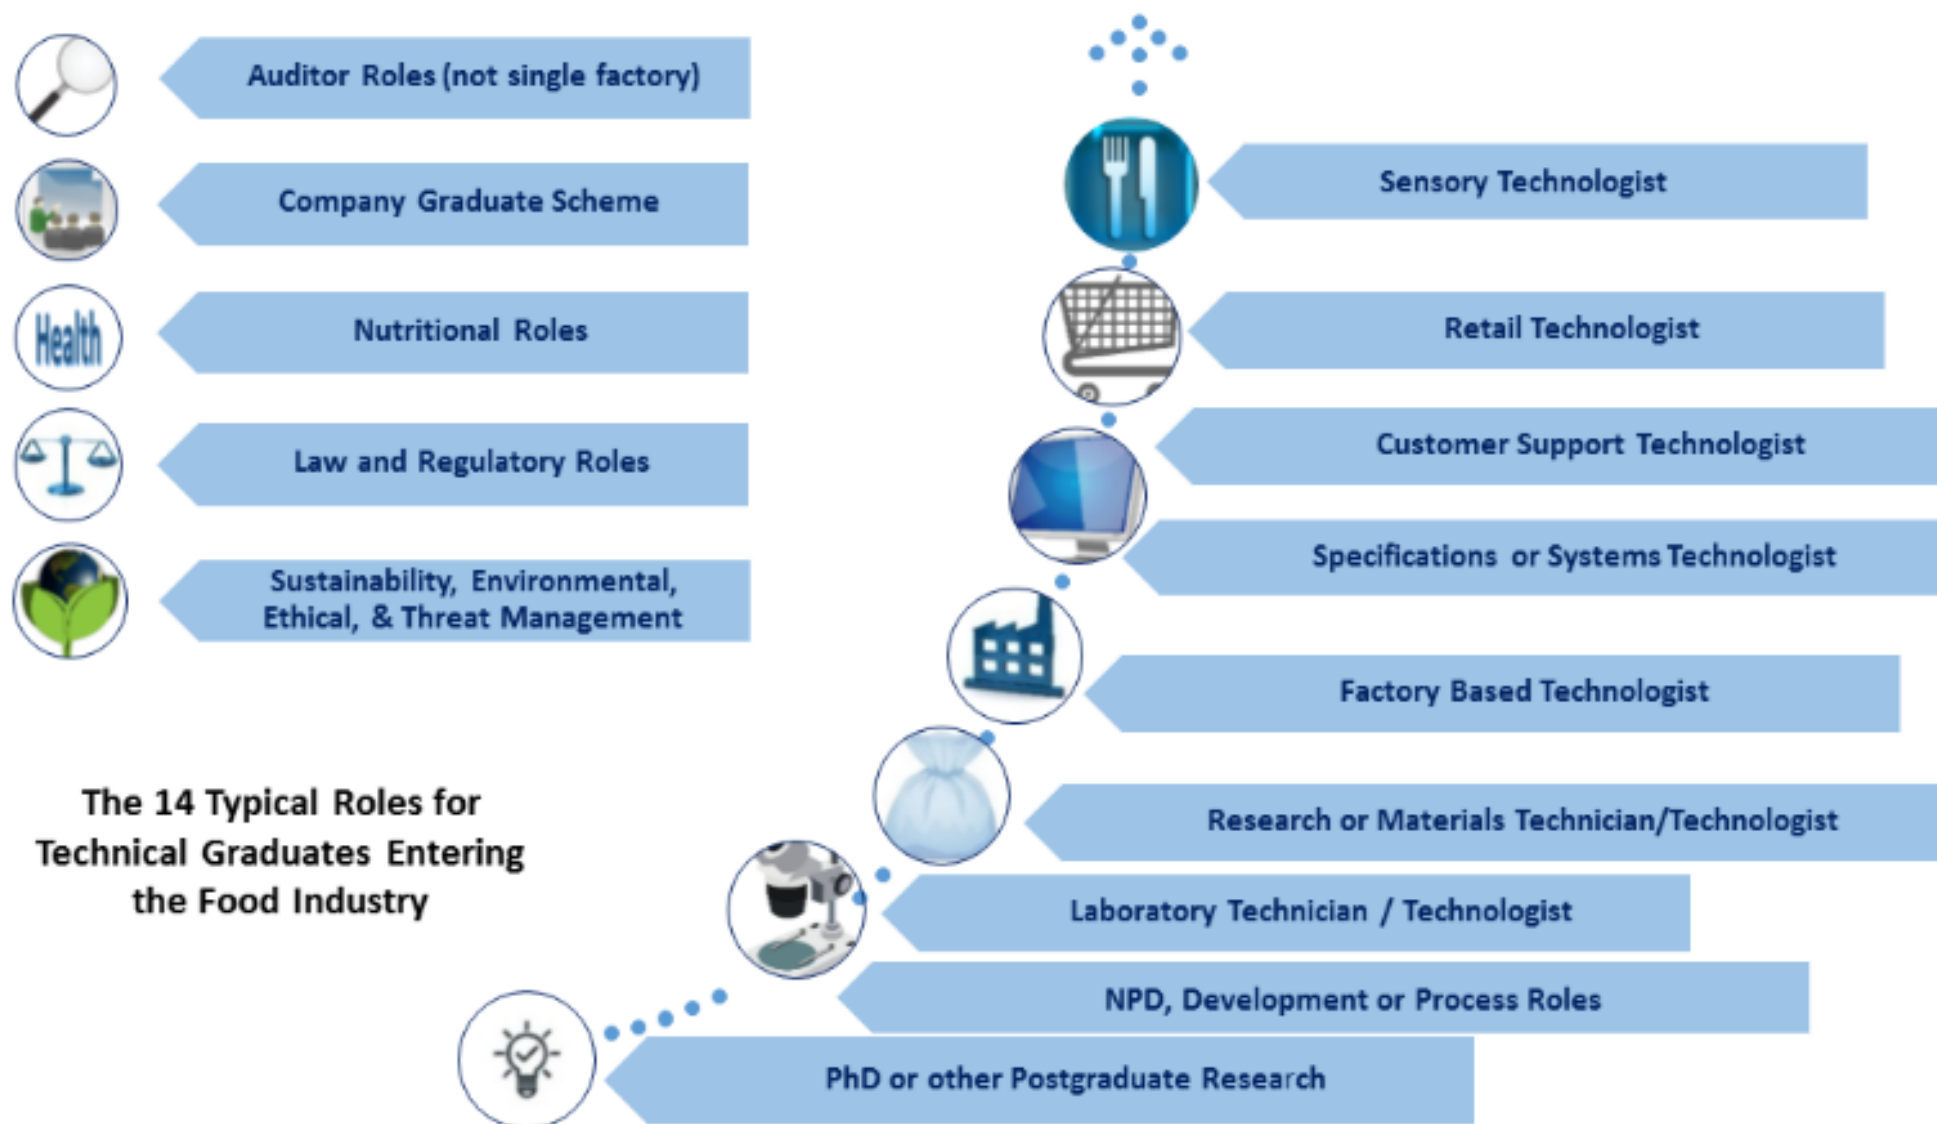 Auditor Roles (not single factory)
Company Graduate Scheme
Health
Nutritional Roles
Law and Regulatory Roles
Sustainability, Environmental,
Ethical, & Threat Management
The 14 Typical Roles for
Technical Graduates Entering
the Food Industry
Sensory Technologist
Retail Technologist
Customer Support Technologist
Specifications or Systems Technologist
Factory Based Technologist
Research or Materials Technician/Technologist
Laboratory Technician / Technologist
NPD, Development or Process Roles
PhD or other Postgraduate Research